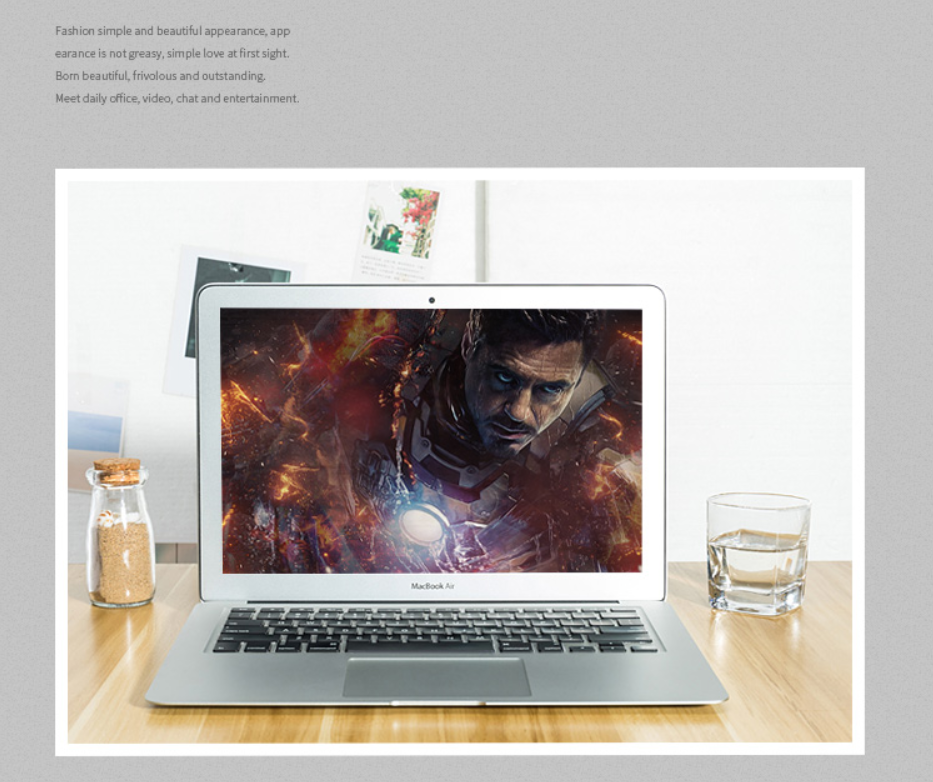 Fashion simple and beautiful appearance, app
earance is not greasy, simple love at first sight.
Born beautiful, frivolous and outstanding.
Meet daily office, video, chat and entertainment.
MacBook Air